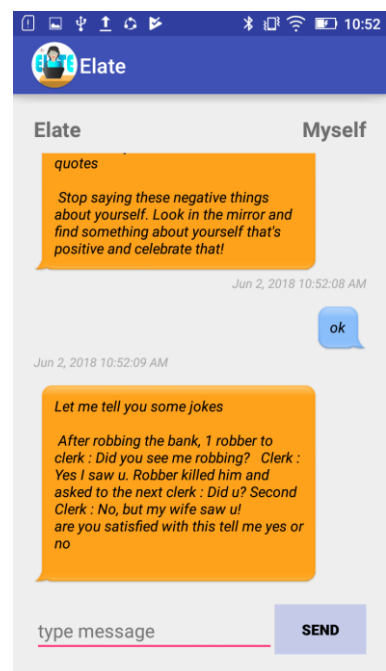 10:52
ELATE
Elate
Elate Myself
quotes
Stop saying these negative things
about yourself. Look in the mirror and
find something about yourself that's
positive and celebrate that!
Jun 2, 2018 10:52:08 AM
ok
Jun 2, 2018 10:52:09 AM
Let me tell you some jokes
After robbing the bank, 1 robber to
clerk : Did you see me robbing? Clerk :
Yes I saw u. Robber killed him and
asked to the next clerk : Did u? Second
Clerk : No, but my wife saw u!
are you satisfied with this tell me yes or
no
type message
SEND